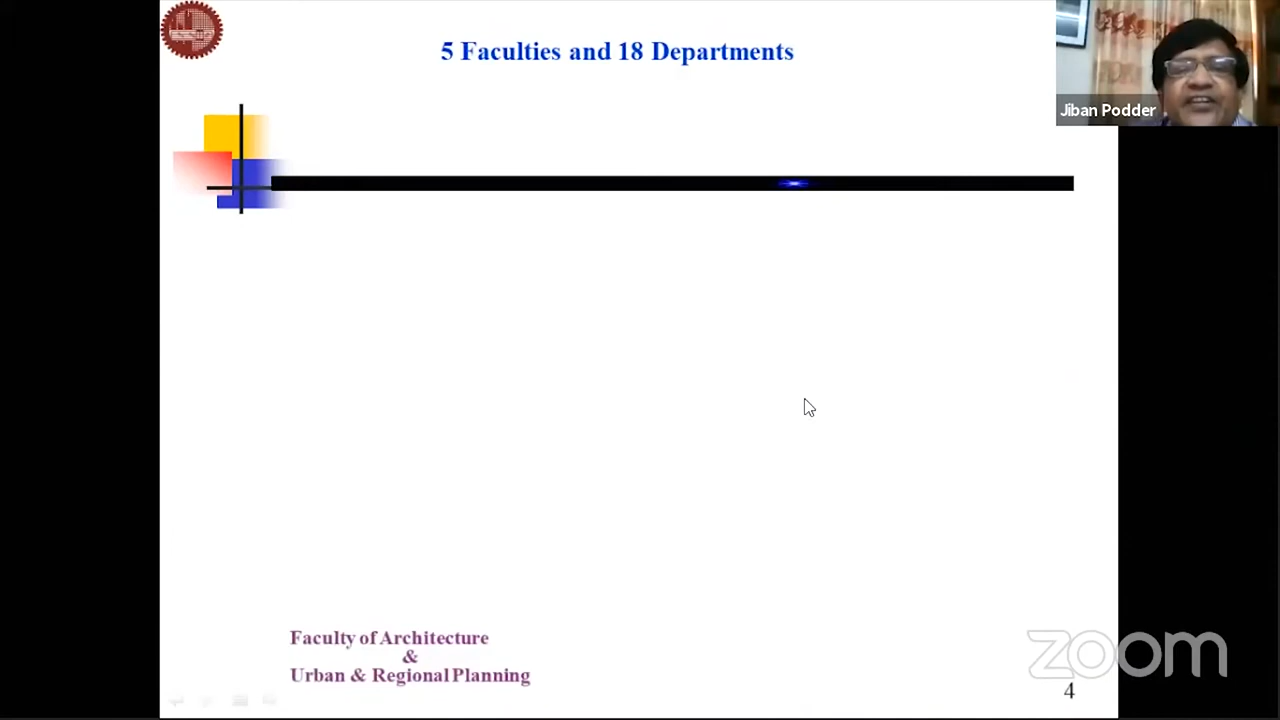 5 Faculties and 18 Departments
Jiban Podder
Faculty of Architecture
&
Urban & Regional Planning
zoom
4